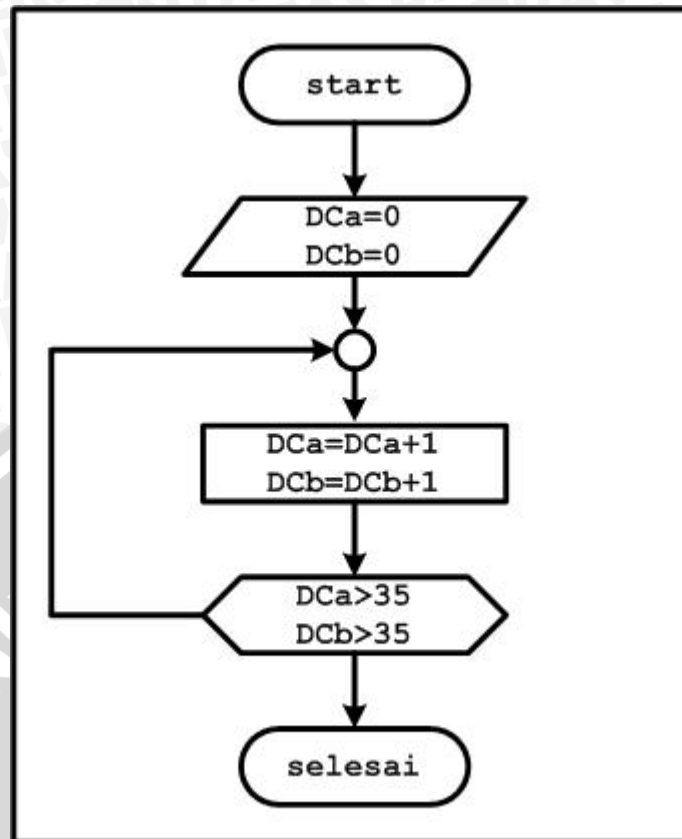 start
DCa=0
DCb=0
DCa=DCa+1
DCb=DCb+1
DCa>35
DCb>35
selesai